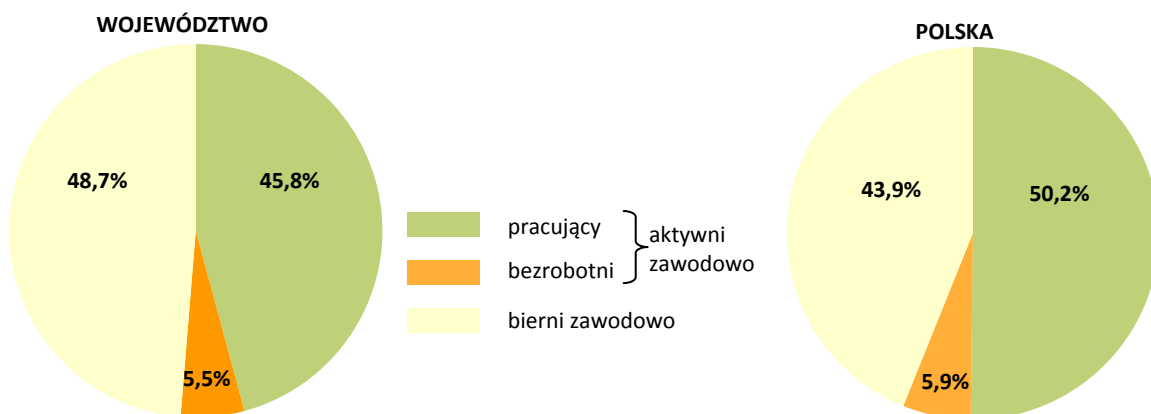 WOJEWÓDZTWO
48,7%
45,8%
5,5%
pracujący
bezrobotni
aktywni
zawodowo
bierni zawodowo
POLSKA
43,9%
50,2%
5,9%